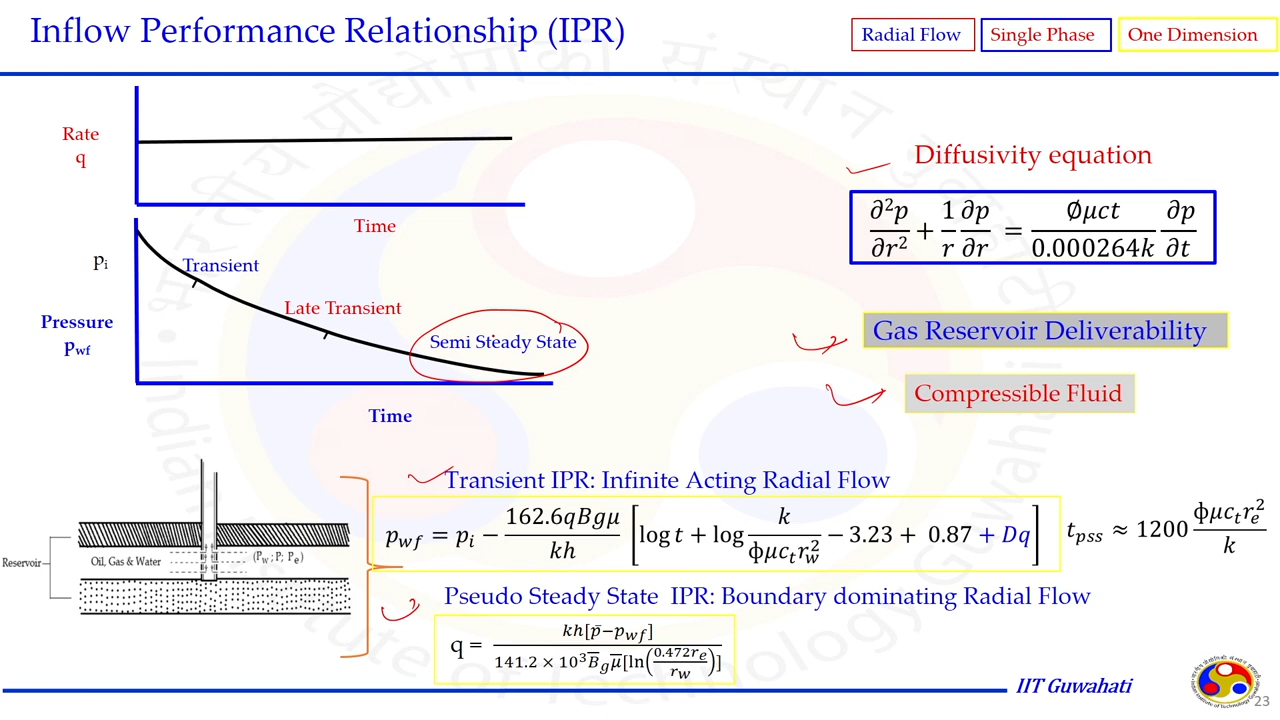 Inflow Performance Relationship (IPR)
Radial Flow
Single Phase
One Dimension
Rate
q
Time
pᵢ
Transient
Late Transient
Semi Steady State
Pressure
p_wf
Time
Diffusivity equation
∂²p/∂r² + 1/r ∂p/∂r = ∅μct/0.000264k ∂p/∂t
Gas Reservoir Deliverability
Compressible Fluid
Reservoir
Oil, Gas & Water
(P_w ; P; P_e)
Transient IPR: Infinite Acting Radial Flow
p_wf = p_i − 162.6qBgμ/kh [log t + log k/ϕμc_t r_w² − 3.23 + 0.87 + Dq]
t_pss ≈ 1200 ϕμc_t r_e²/k
Pseudo Steady State IPR: Boundary dominating Radial Flow
q = kh[p̄−p_wf]/141.2 × 10³B̄_g μ̄[ln(0.472r_e/r_w)]
IIT Guwahati
23